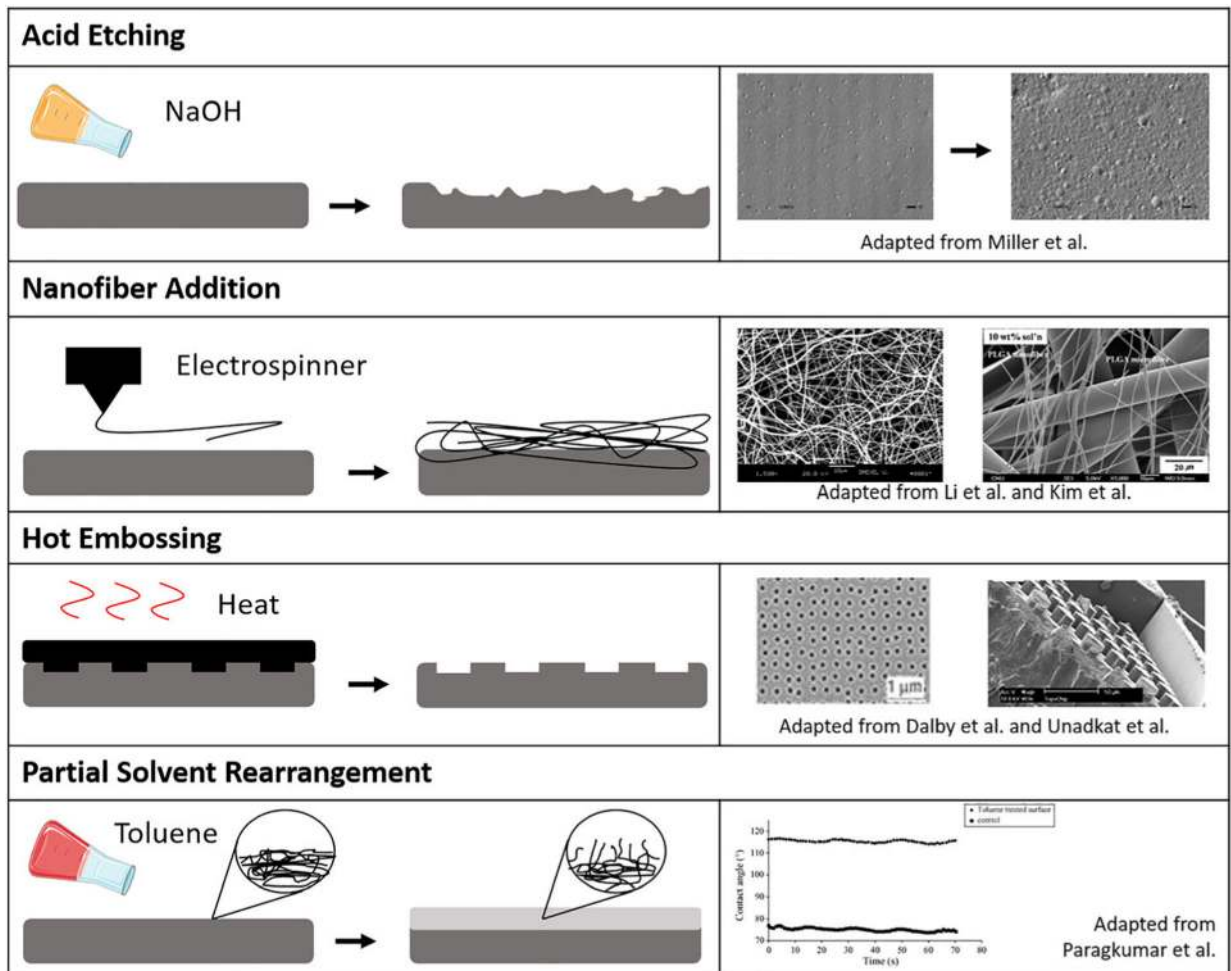 Acid Etching
NaOH
Adapted from Miller et al.
Nanofiber Addition
Electrospinner
10 wt% sol'n
PLGA nanofiber
PLGA microfiber
20 μm
Adapted from Li et al. and Kim et al.
Hot Embossing
Heat
1 μm
Adapted from Dalby et al. and Unadkat et al.
Partial Solvent Rearrangement
Toluene
Toluene treated surface
control
Contact angle (°)
120
110
100
90
80
70
0 10 20 30 40 50 60 70 80
Time (s)
Adapted from
Paragkumar et al.